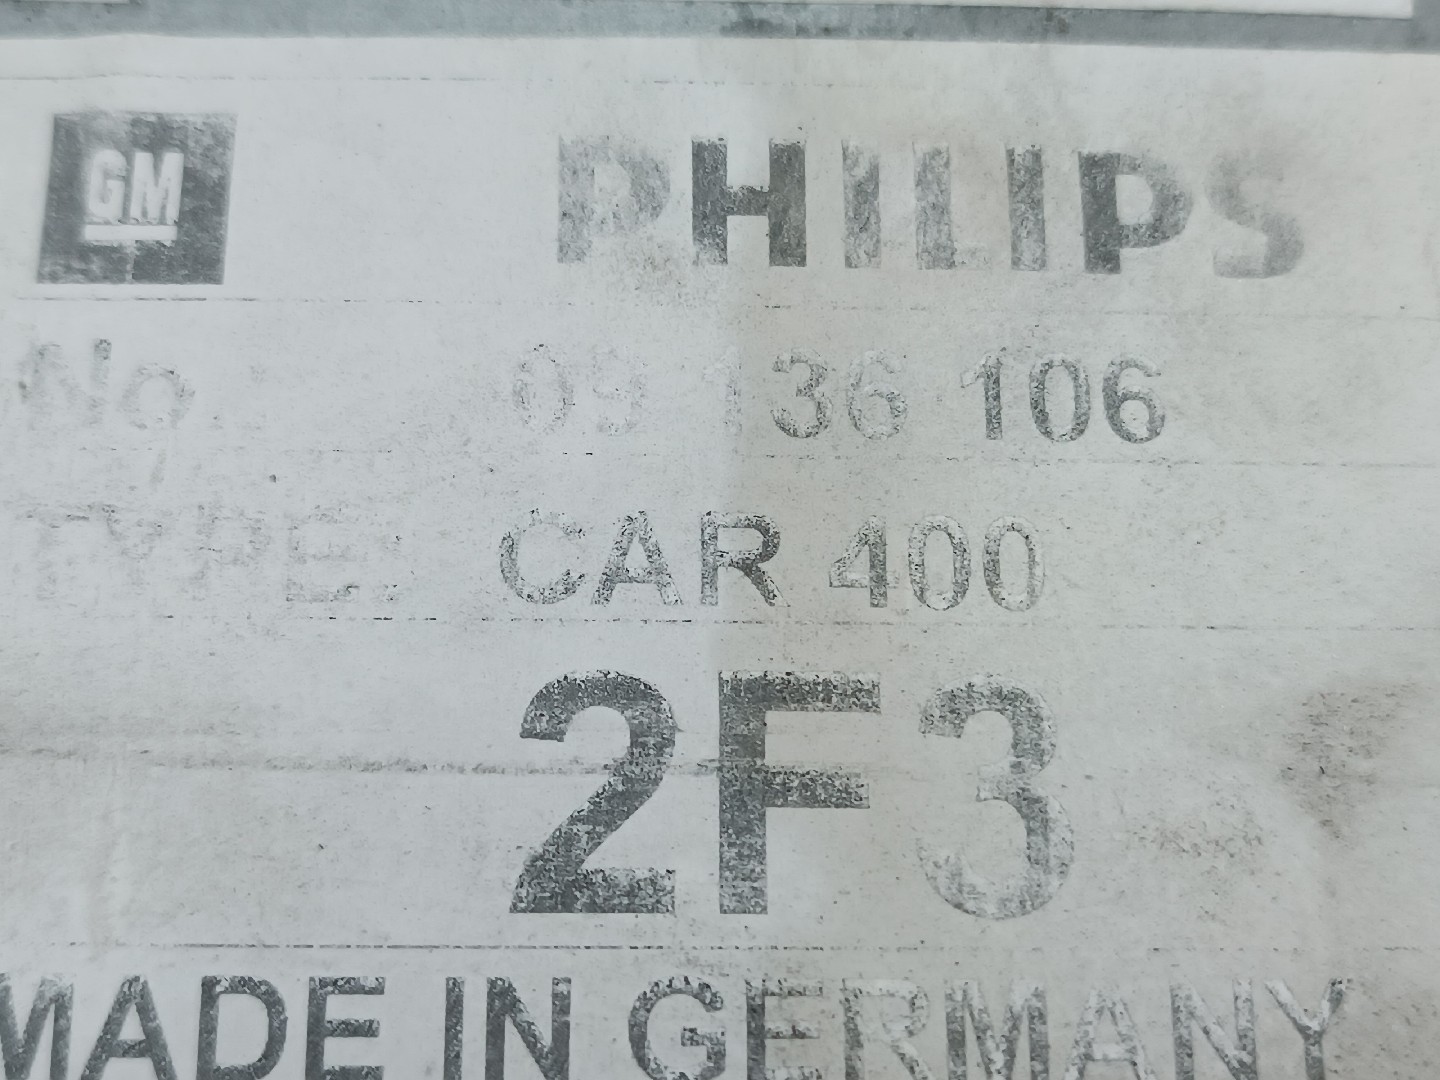 GM PHILIPS
No.: 09 136 106
TYPE: CAR 400
2F3
MADE IN GERMANY